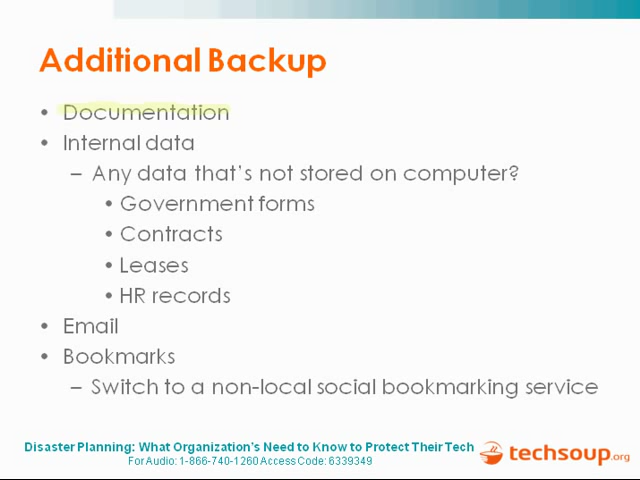 Additional Backup
• Documentation
• Internal data
– Any data that's not stored on computer?
• Government forms
• Contracts
• Leases
• HR records
• Email
• Bookmarks
– Switch to a non-local social bookmarking service
Disaster Planning: What Organization's Need to Know to Protect Their Tech
For Audio: 1-866-740-1260 Access Code: 6339349
techsoup.org